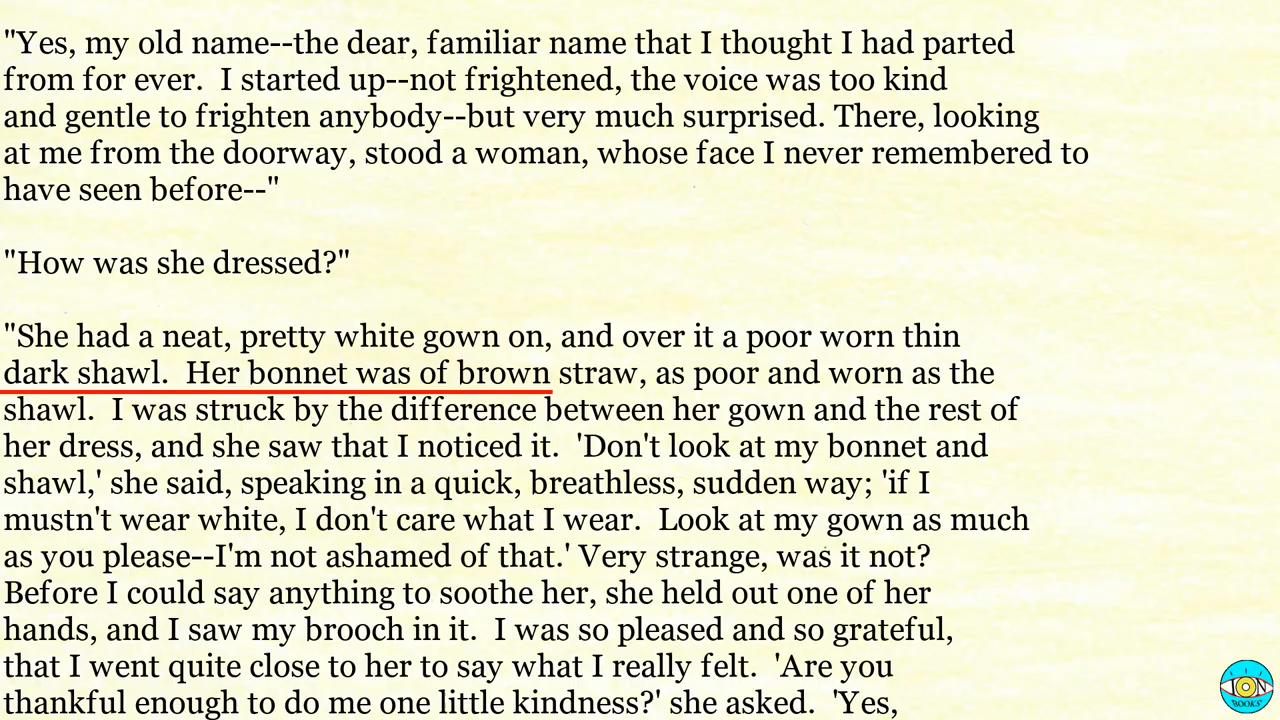 "Yes, my old name--the dear, familiar name that I thought I had parted
from for ever.  I started up--not frightened, the voice was too kind
and gentle to frighten anybody--but very much surprised. There, looking
at me from the doorway, stood a woman, whose face I never remembered to
have seen before--"
"How was she dressed?"
"She had a neat, pretty white gown on, and over it a poor worn thin
dark shawl.  Her bonnet was of brown straw, as poor and worn as the
shawl.  I was struck by the difference between her gown and the rest of
her dress, and she saw that I noticed it.  'Don't look at my bonnet and
shawl,' she said, speaking in a quick, breathless, sudden way; 'if I
mustn't wear white, I don't care what I wear.  Look at my gown as much
as you please--I'm not ashamed of that.' Very strange, was it not?
Before I could say anything to soothe her, she held out one of her
hands, and I saw my brooch in it.  I was so pleased and so grateful,
that I went quite close to her to say what I really felt.  'Are you
thankful enough to do me one little kindness?' she asked.  'Yes,
ION
BOOKS